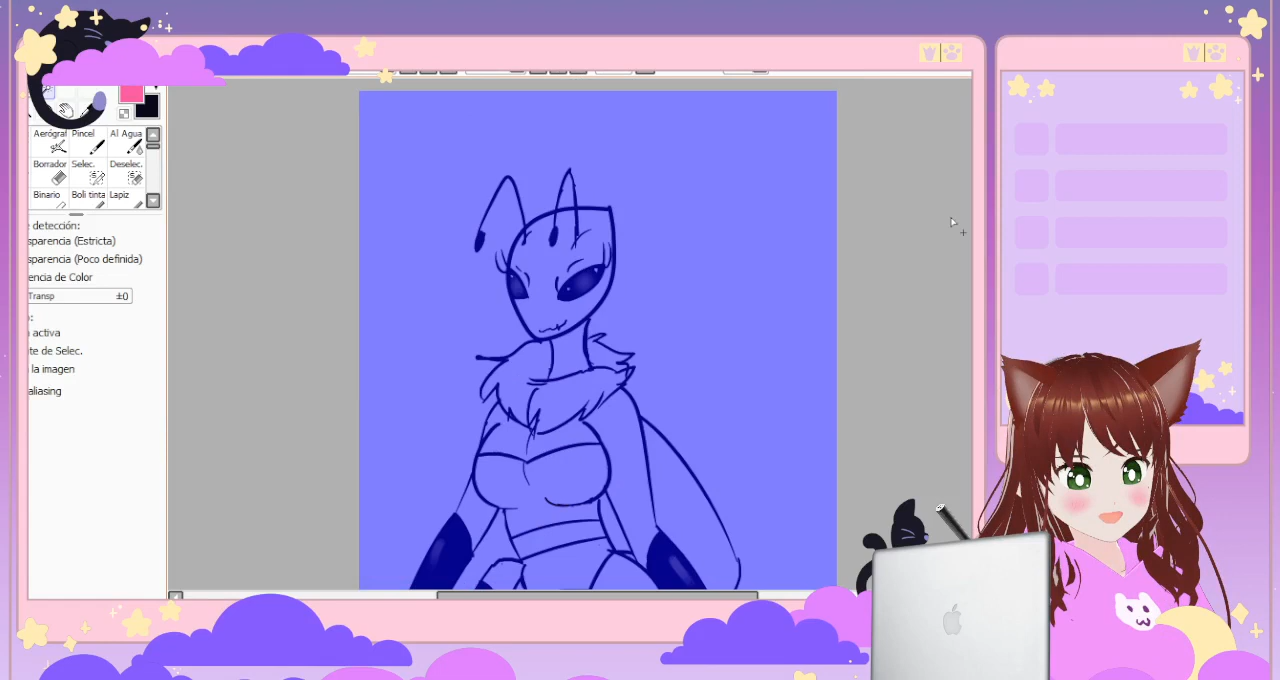 Aerógraf Pincel Al Agua
Borrador Selec. Deselec.
Binario Boli tinta Lapiz
e detección:
sparencia (Estricta)
sparencia (Poco definida)
encia de Color
Transp ±0
o:
activa
te de Selec.
la imagen
aliasing